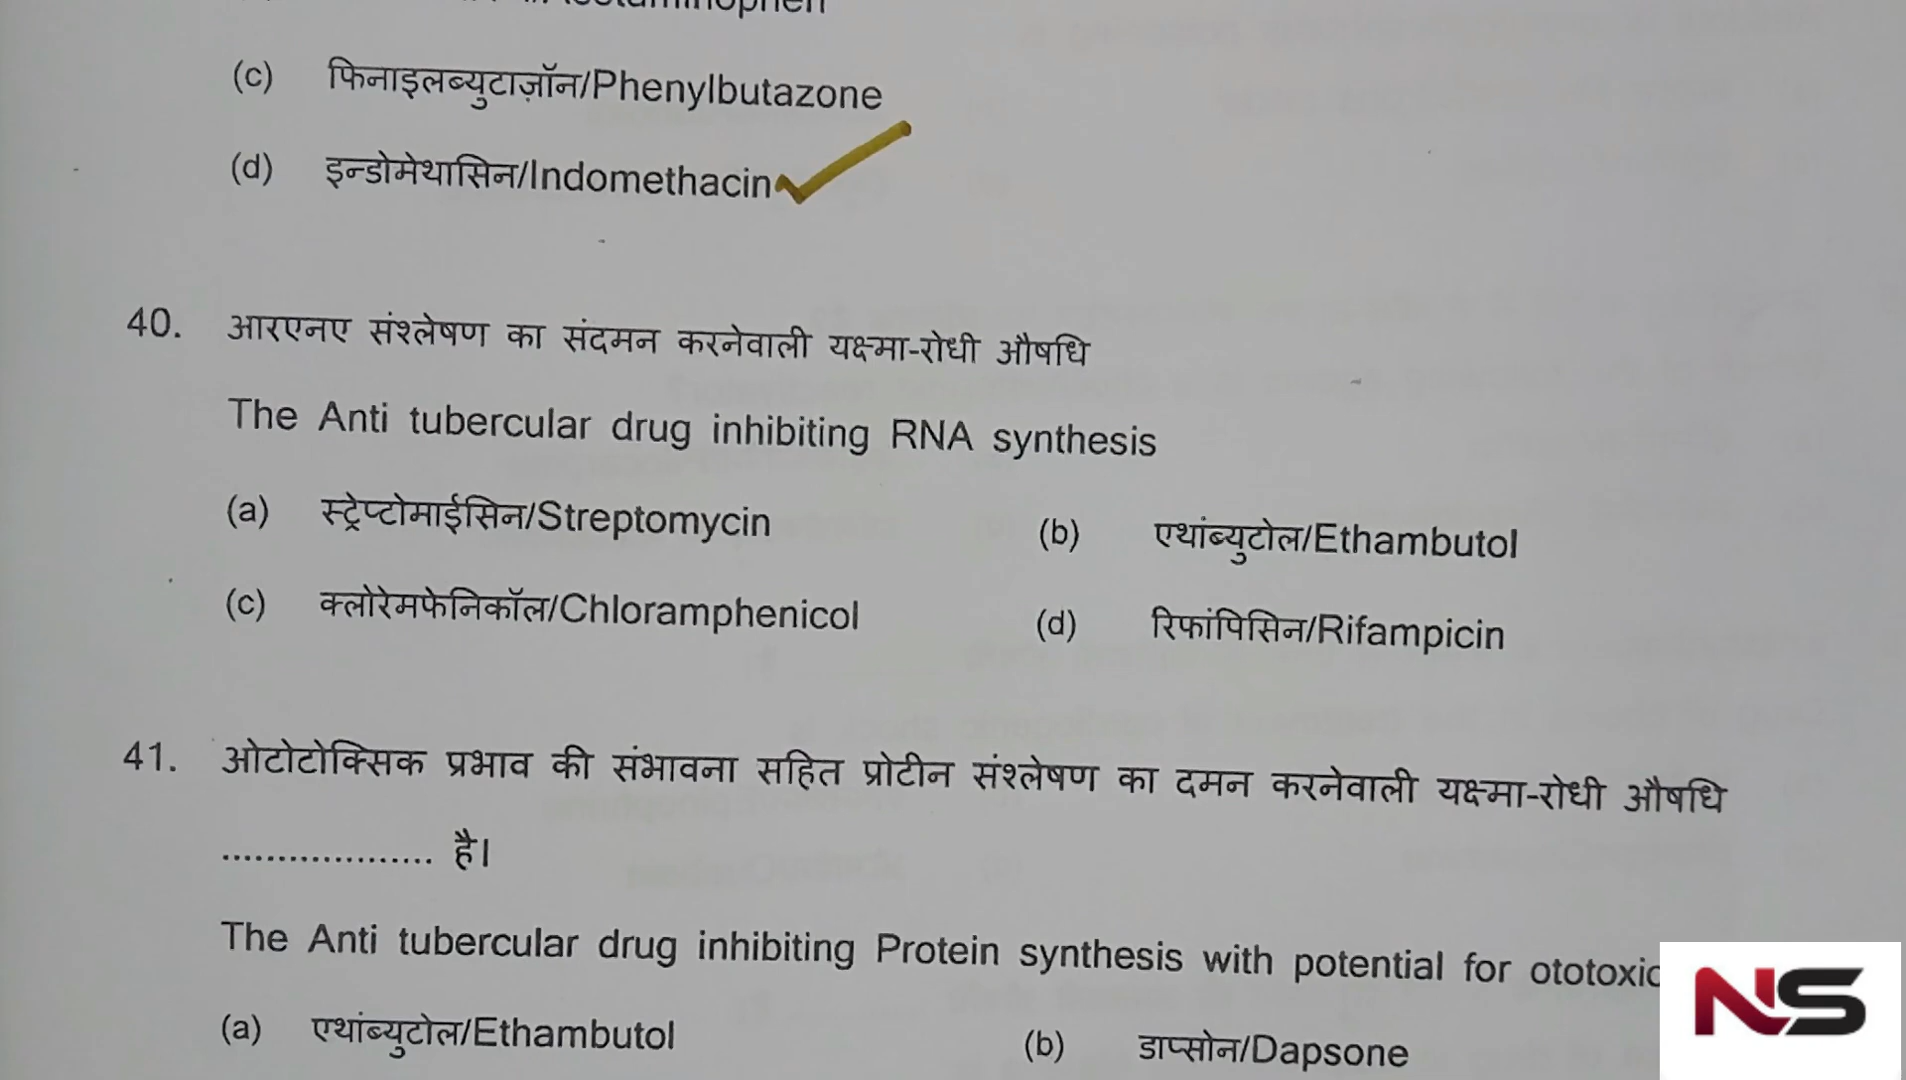 (c) फिनाइलब्युटाज़ॉन/Phenylbutazone
(d) इन्डोमेथासिन/Indomethacin
40. आरएनए संश्लेषण का संदमन करनेवाली यक्ष्मा-रोधी औषधि
The Anti tubercular drug inhibiting RNA synthesis
(a) स्ट्रेप्टोमाईसिन/Streptomycin (b) एथांब्युटोल/Ethambutol
(c) क्लोरेमफेनिकॉल/Chloramphenicol (d) रिफांपिसिन/Rifampicin
41. ओटोटोक्सिक प्रभाव की संभावना सहित प्रोटीन संश्लेषण का दमन करनेवाली यक्ष्मा-रोधी औषधि
................... है।
The Anti tubercular drug inhibiting Protein synthesis with potential for ototoxic
(a) एथांब्युटोल/Ethambutol (b) डाप्सोन/Dapsone
NS